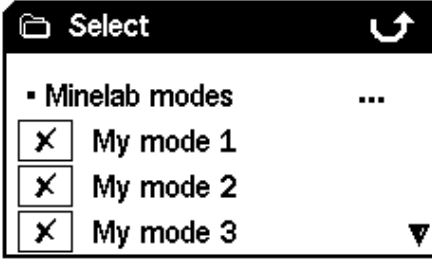 Select
▪ Minelab modes ...
My mode 1
My mode 2
My mode 3